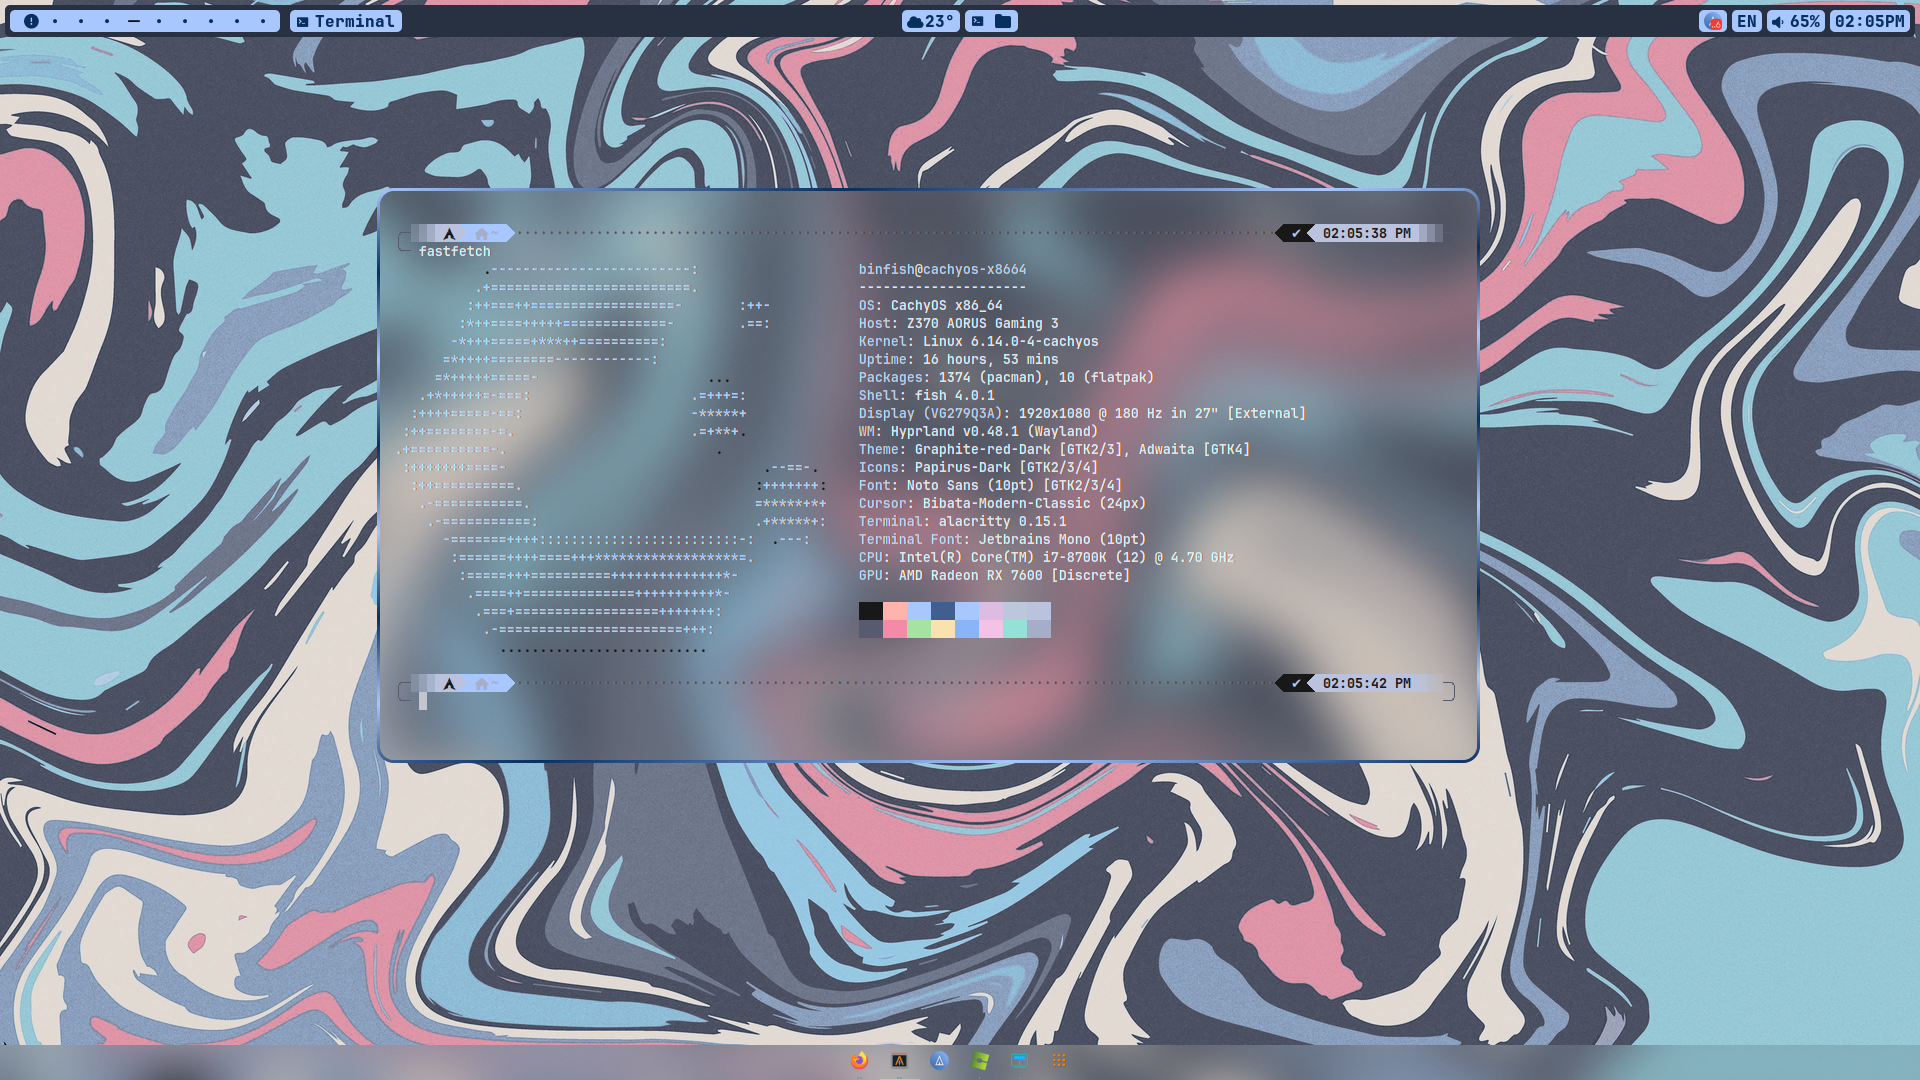 Terminal
23°
EN
65%
02:05PM
~
02:05:38 PM
fastfetch
binfish@cachyos-x8664
---------------------
OS: CachyOS x86_64
Host: Z370 AORUS Gaming 3
Kernel: Linux 6.14.0-4-cachyos
Uptime: 16 hours, 53 mins
Packages: 1374 (pacman), 10 (flatpak)
Shell: fish 4.0.1
Display (VG279Q3A): 1920x1080 @ 180 Hz in 27" [External]
WM: Hyprland v0.48.1 (Wayland)
Theme: Graphite-red-Dark [GTK2/3], Adwaita [GTK4]
Icons: Papirus-Dark [GTK2/3/4]
Font: Noto Sans (10pt) [GTK2/3/4]
Cursor: Bibata-Modern-Classic (24px)
Terminal: alacritty 0.15.1
Terminal Font: Jetbrains Mono (10pt)
CPU: Intel(R) Core(TM) i7-8700K (12) @ 4.70 GHz
GPU: AMD Radeon RX 7600 [Discrete]
~
02:05:42 PM